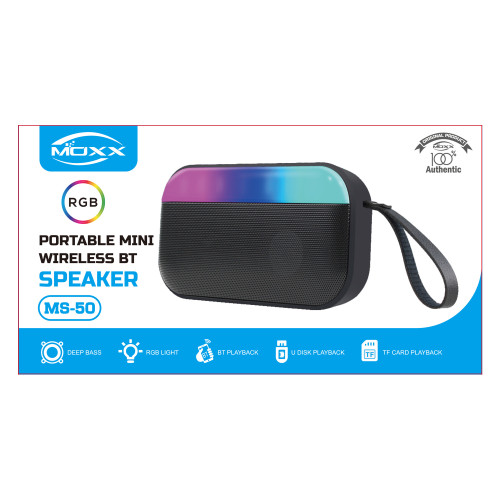 MOXX
RGB
PORTABLE MINI
WIRELESS BT
SPEAKER
MS-50
ORIGINAL PRODUCT
MOXX
100%
Authentic
DEEP BASS
RGB LIGHT
BT PLAYBACK
U DISK PLAYBACK
TF
TF CARD PLAYBACK